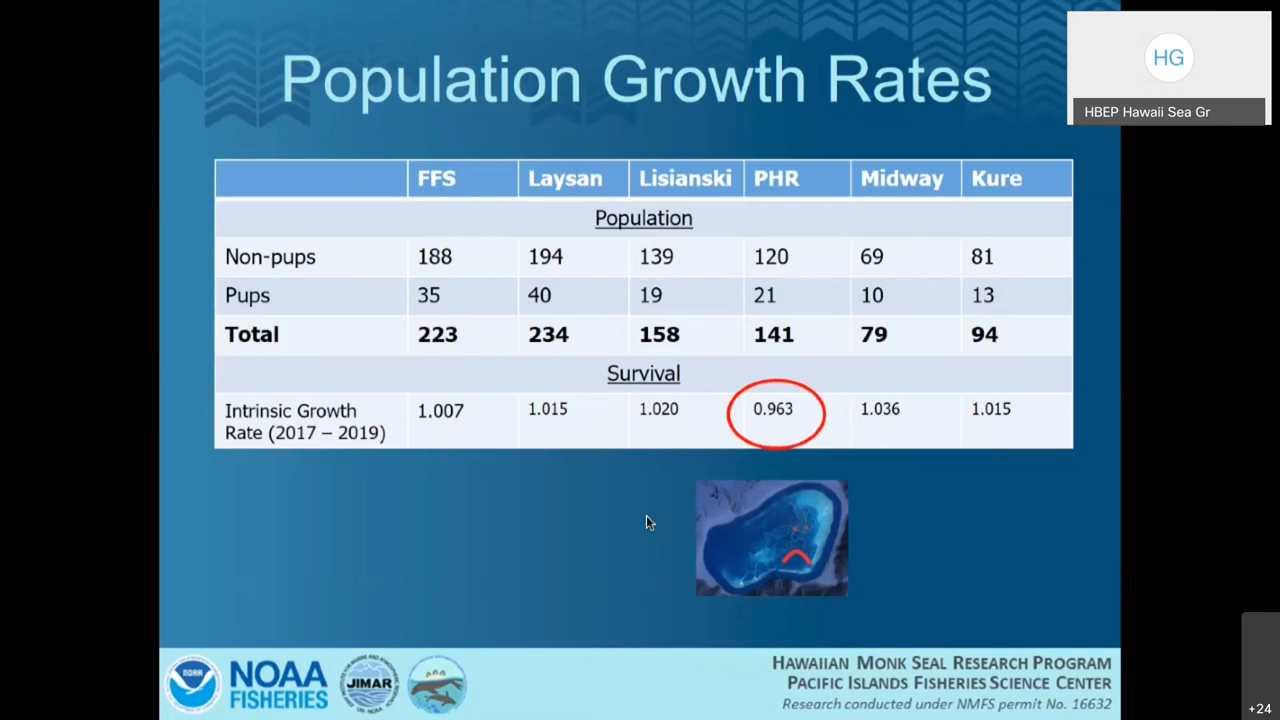 HG
HBEP Hawaii Sea Gr
Population Growth Rates
FFS Laysan Lisianski PHR Midway Kure
Population
Non-pups 188 194 139 120 69 81
Pups 35 40 19 21 10 13
Total 223 234 158 141 79 94
Survival
Intrinsic Growth
Rate (2017 – 2019) 1.007 1.015 1.020 0.963 1.036 1.015
NOAA
NOAA
FISHERIES
JIMAR
HAWAIIAN MONK SEAL RESEARCH PROGRAM
PACIFIC ISLANDS FISHERIES SCIENCE CENTER
Research conducted under NMFS permit No. 16632
+24